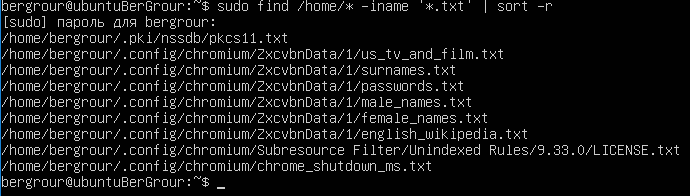 bergrour@ubuntuBerGrour:~$ sudo find /home/* -iname '*.txt' | sort -r
[sudo] пароль для bergrour:
/home/bergrour/.pki/nssdb/pkcs11.txt
/home/bergrour/.config/chromium/ZxcvbnData/1/us_tv_and_film.txt
/home/bergrour/.config/chromium/ZxcvbnData/1/surnames.txt
/home/bergrour/.config/chromium/ZxcvbnData/1/passwords.txt
/home/bergrour/.config/chromium/ZxcvbnData/1/male_names.txt
/home/bergrour/.config/chromium/ZxcvbnData/1/female_names.txt
/home/bergrour/.config/chromium/ZxcvbnData/1/english_wikipedia.txt
/home/bergrour/.config/chromium/Subresource Filter/Unindexed Rules/9.33.0/LICENSE.txt
/home/bergrour/.config/chromium/chrome_shutdown_ms.txt
bergrour@ubuntuBerGrour:~$ _